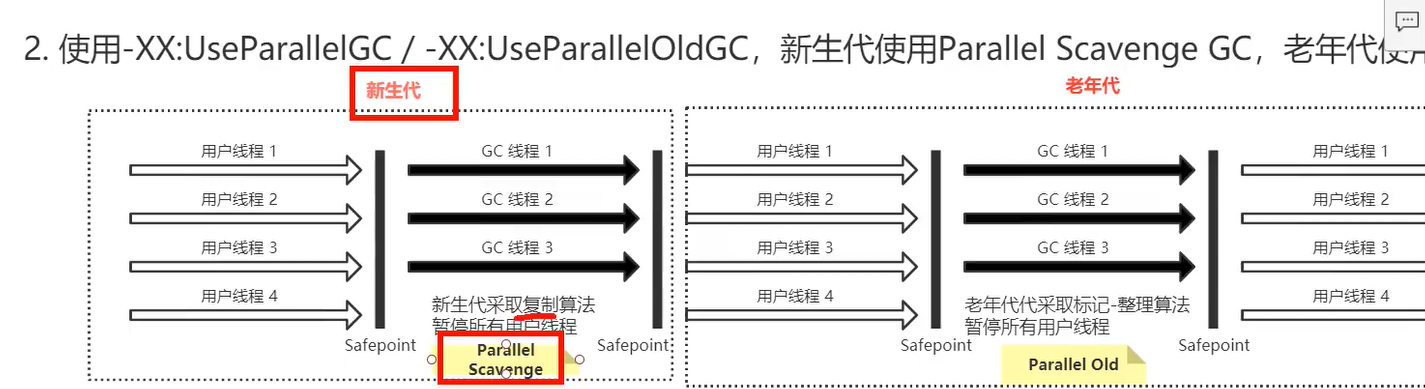 2. 使用-XX:UseParallelGC / -XX:UseParallelOldGC，新生代使用Parallel Scavenge GC，老年代使用
新生代
老年代
用户线程 1
GC 线程 1
用户线程 1
GC 线程 1
用户线程 1
用户线程 2
GC 线程 2
用户线程 2
GC 线程 2
用户线程 2
用户线程 3
GC 线程 3
用户线程 3
GC 线程 3
用户线程 3
用户线程 4
用户线程 4
用户线程 4
新生代采取复制算法
暂停所有用户线程
老年代代采取标记-整理算法
暂停所有用户线程
Safepoint
Safepoint
Safepoint
Safepoint
Parallel
Scavenge
Parallel Old